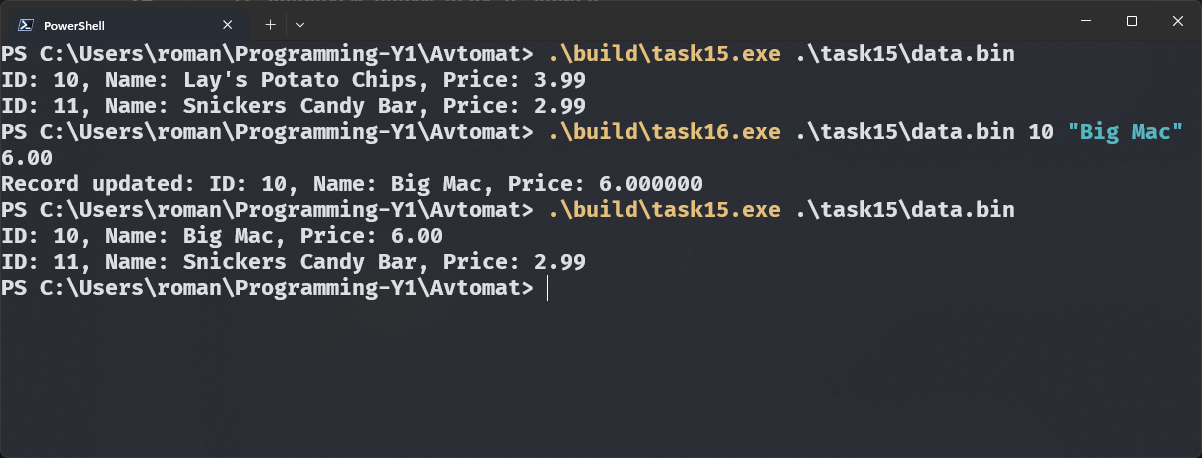 PowerShell
PS C:\Users\roman\Programming-Y1\Avtomat> .\build\task15.exe .\task15\data.bin
ID: 10, Name: Lay's Potato Chips, Price: 3.99
ID: 11, Name: Snickers Candy Bar, Price: 2.99
PS C:\Users\roman\Programming-Y1\Avtomat> .\build\task16.exe .\task15\data.bin 10 "Big Mac"
6.00
Record updated: ID: 10, Name: Big Mac, Price: 6.000000
PS C:\Users\roman\Programming-Y1\Avtomat> .\build\task15.exe .\task15\data.bin
ID: 10, Name: Big Mac, Price: 6.00
ID: 11, Name: Snickers Candy Bar, Price: 2.99
PS C:\Users\roman\Programming-Y1\Avtomat>